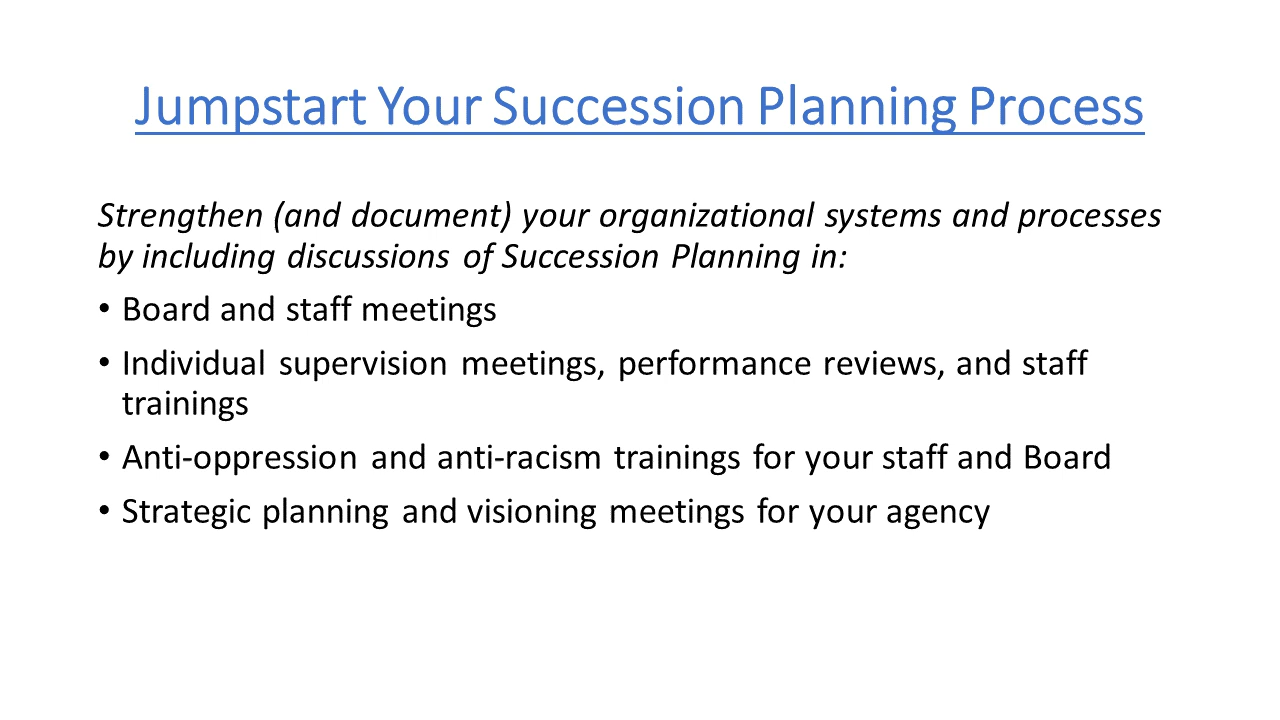 Jumpstart Your Succession Planning Process
Strengthen (and document) your organizational systems and processes
by including discussions of Succession Planning in:
• Board and staff meetings
• Individual supervision meetings, performance reviews, and staff
trainings
• Anti-oppression and anti-racism trainings for your staff and Board
• Strategic planning and visioning meetings for your agency